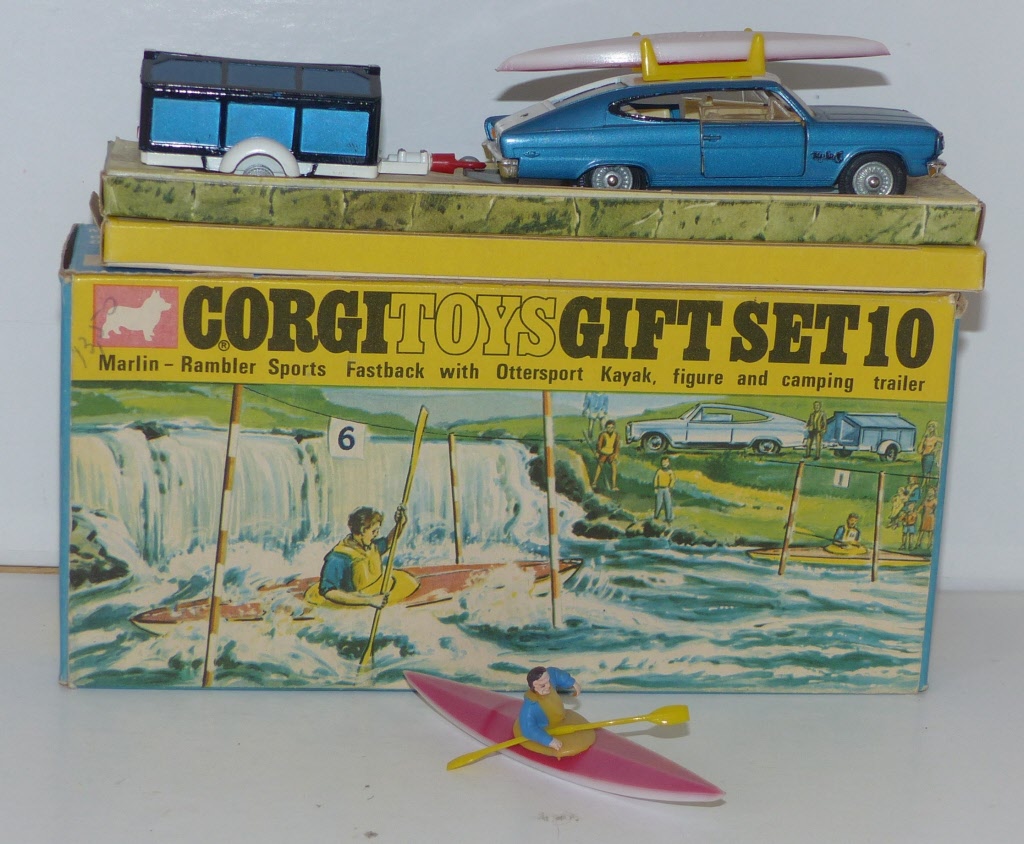 CORGI TOYS GIFT SET 10
®
Marlin - Rambler Sports Fastback with Ottersport Kayak, figure and camping trailer
6
1